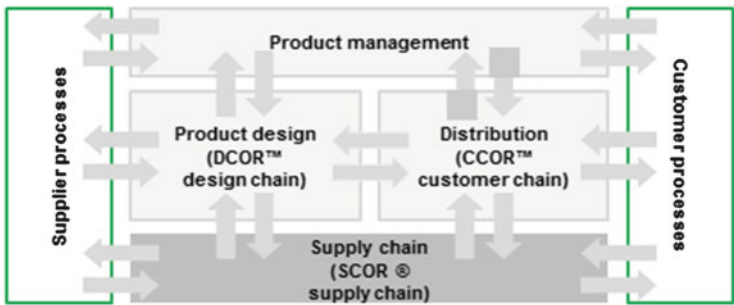 Supplier processes
Product management
Product design
(DCOR™
design chain)
Distribution
(CCOR™
customer chain)
Supply chain
(SCOR ®
supply chain)
Customer processes